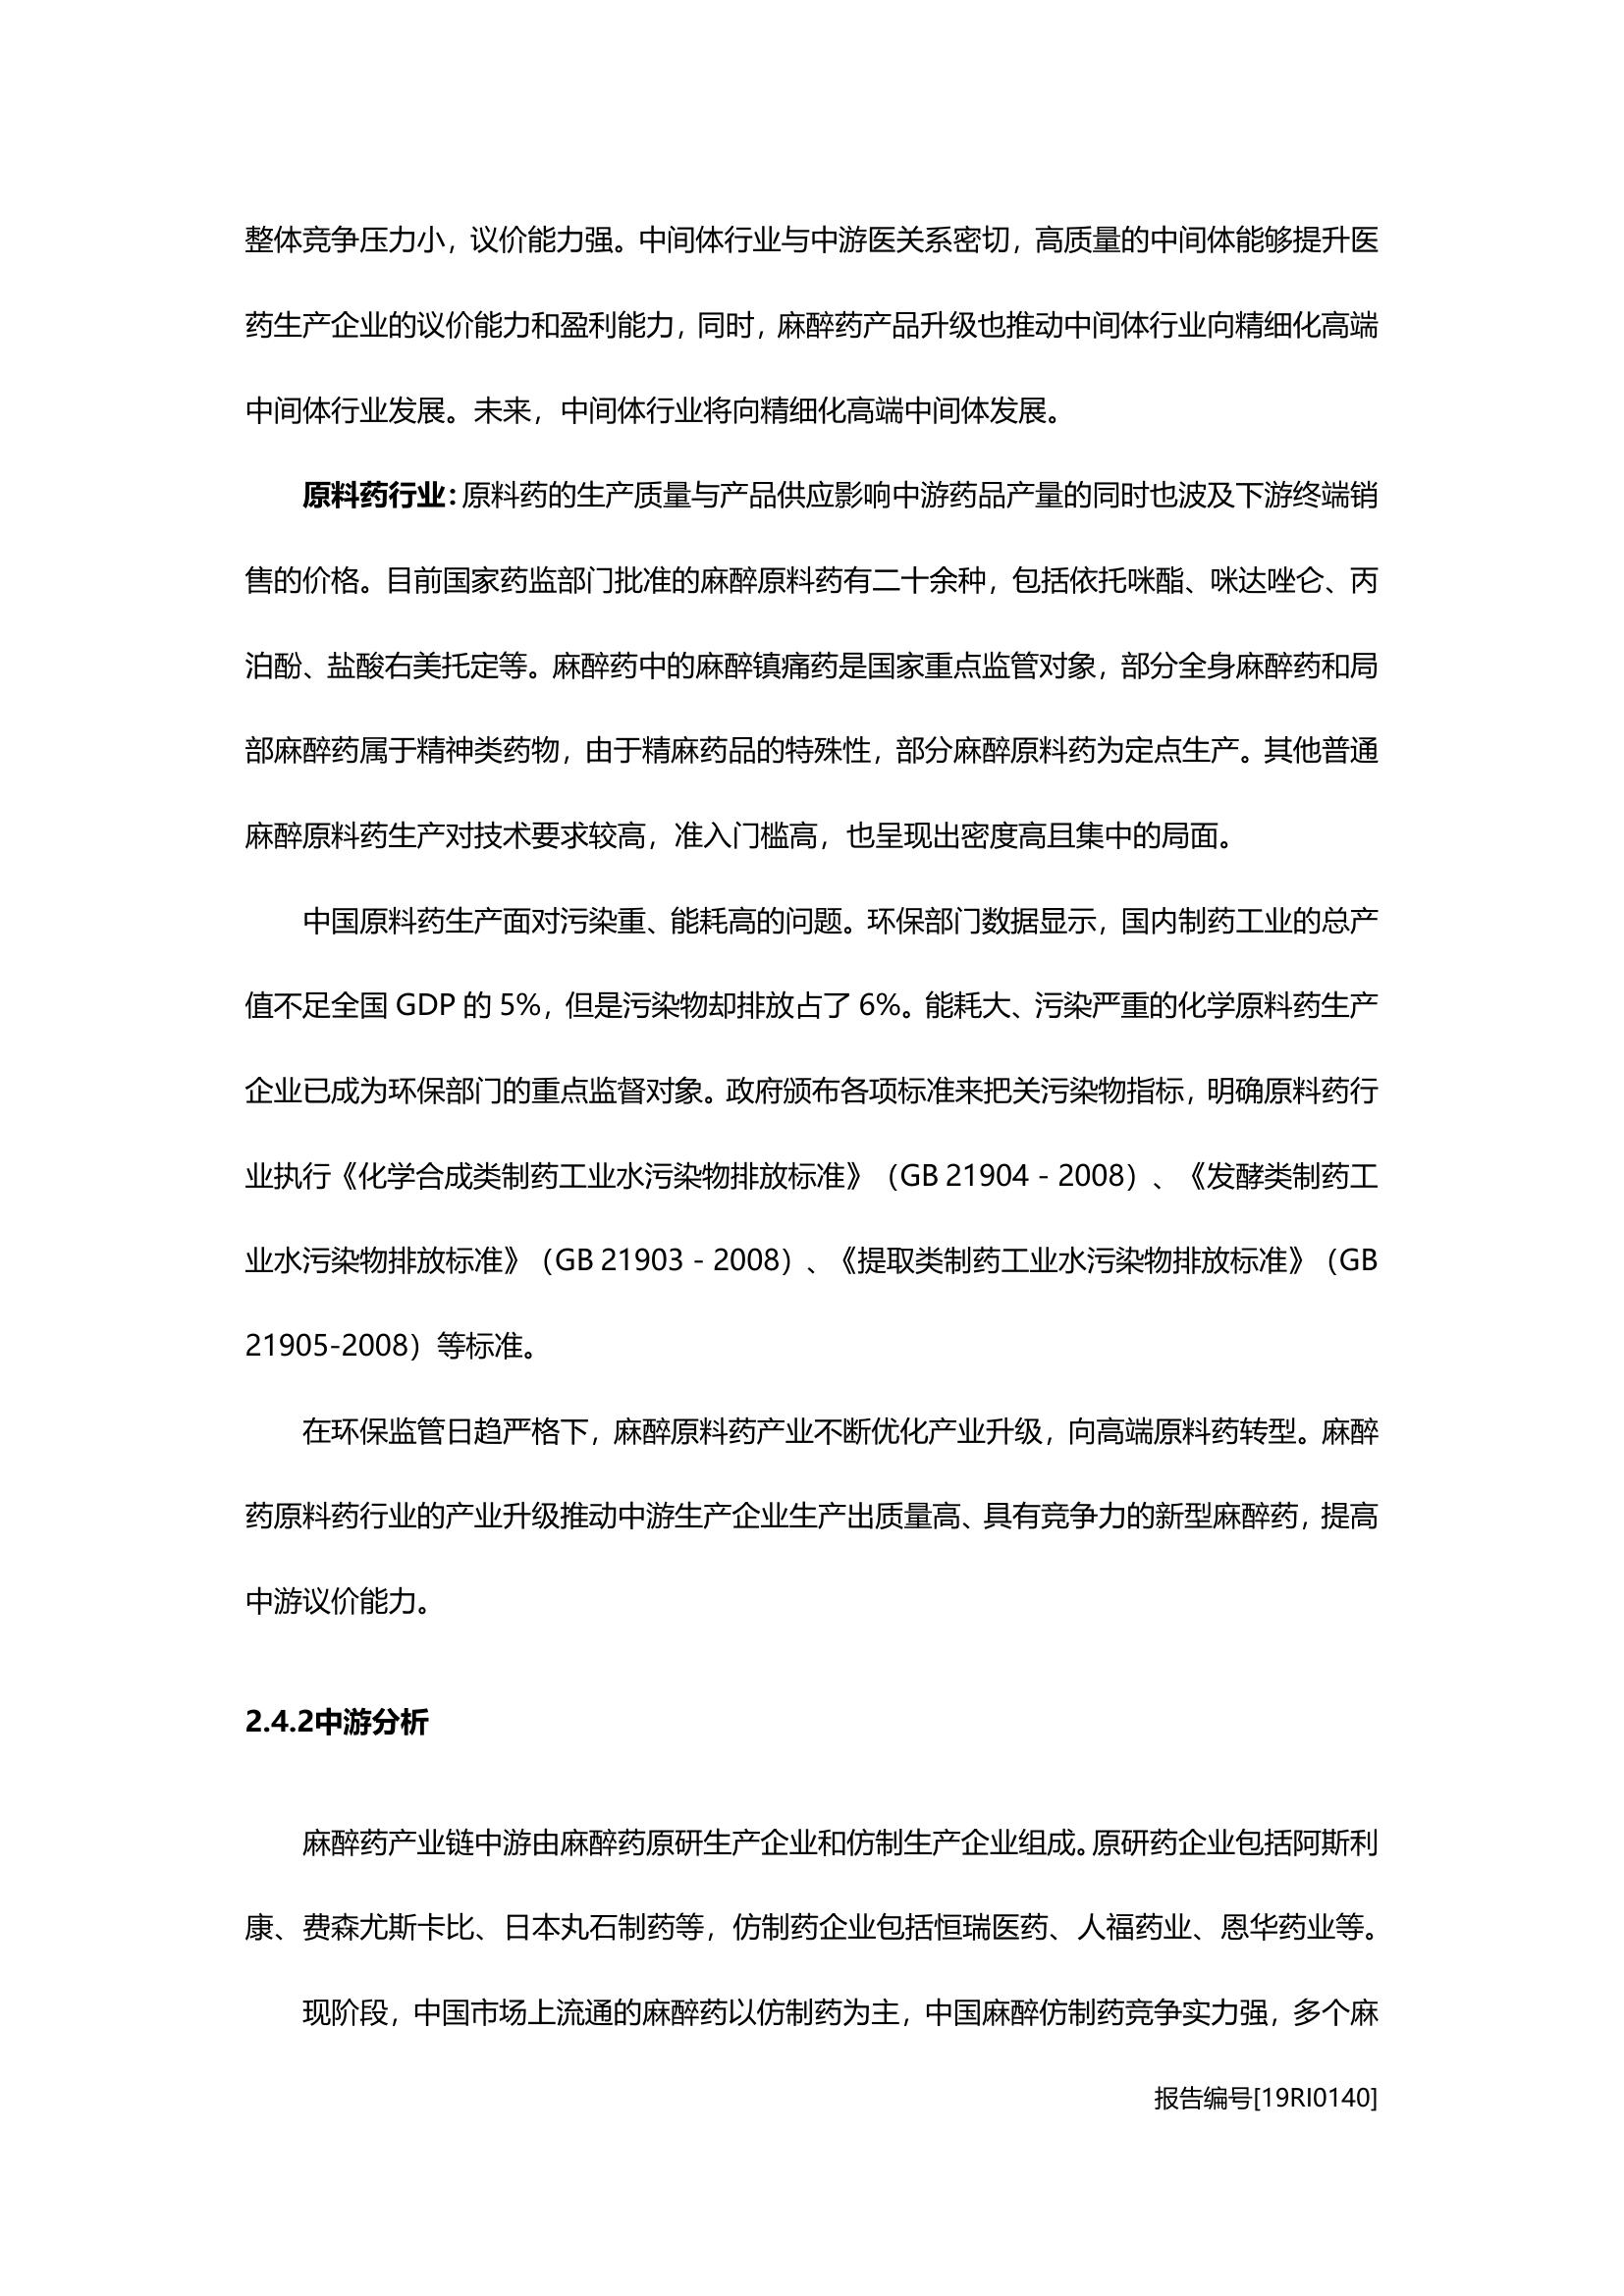 整体竞争压力小，议价能力强。中间体行业与中游医关系密切，高质量的中间体能够提升医
药生产企业的议价能力和盈利能力，同时，麻醉药产品升级也推动中间体行业向精细化高端
中间体行业发展。未来，中间体行业将向精细化高端中间体发展。
原料药行业：原料药的生产质量与产品供应影响中游药品产量的同时也波及下游终端销
售的价格。目前国家药监部门批准的麻醉原料药有二十余种，包括依托咪酯、咪达唑仑、丙
泊酚、盐酸右美托定等。麻醉药中的麻醉镇痛药是国家重点监管对象，部分全身麻醉药和局
部麻醉药属于精神类药物，由于精麻药品的特殊性，部分麻醉原料药为定点生产。其他普通
麻醉原料药生产对技术要求较高，准入门槛高，也呈现出密度高且集中的局面。
中国原料药生产面对污染重、能耗高的问题。环保部门数据显示，国内制药工业的总产
值不足全国 GDP 的 5%，但是污染物却排放占了 6%。能耗大、污染严重的化学原料药生产
企业已成为环保部门的重点监督对象。政府颁布各项标准来把关污染物指标，明确原料药行
业执行《化学合成类制药工业水污染物排放标准》（GB 21904 - 2008）、《发酵类制药工
业水污染物排放标准》（GB 21903 - 2008）、《提取类制药工业水污染物排放标准》（GB
21905-2008）等标准。
在环保监管日趋严格下，麻醉原料药产业不断优化产业升级，向高端原料药转型。麻醉
药原料药行业的产业升级推动中游生产企业生产出质量高、具有竞争力的新型麻醉药，提高
中游议价能力。
2.4.2中游分析
麻醉药产业链中游由麻醉药原研生产企业和仿制生产企业组成。原研药企业包括阿斯利
康、费森尤斯卡比、日本丸石制药等，仿制药企业包括恒瑞医药、人福药业、恩华药业等。
现阶段，中国市场上流通的麻醉药以仿制药为主，中国麻醉仿制药竞争实力强，多个麻
报告编号[19RI0140]